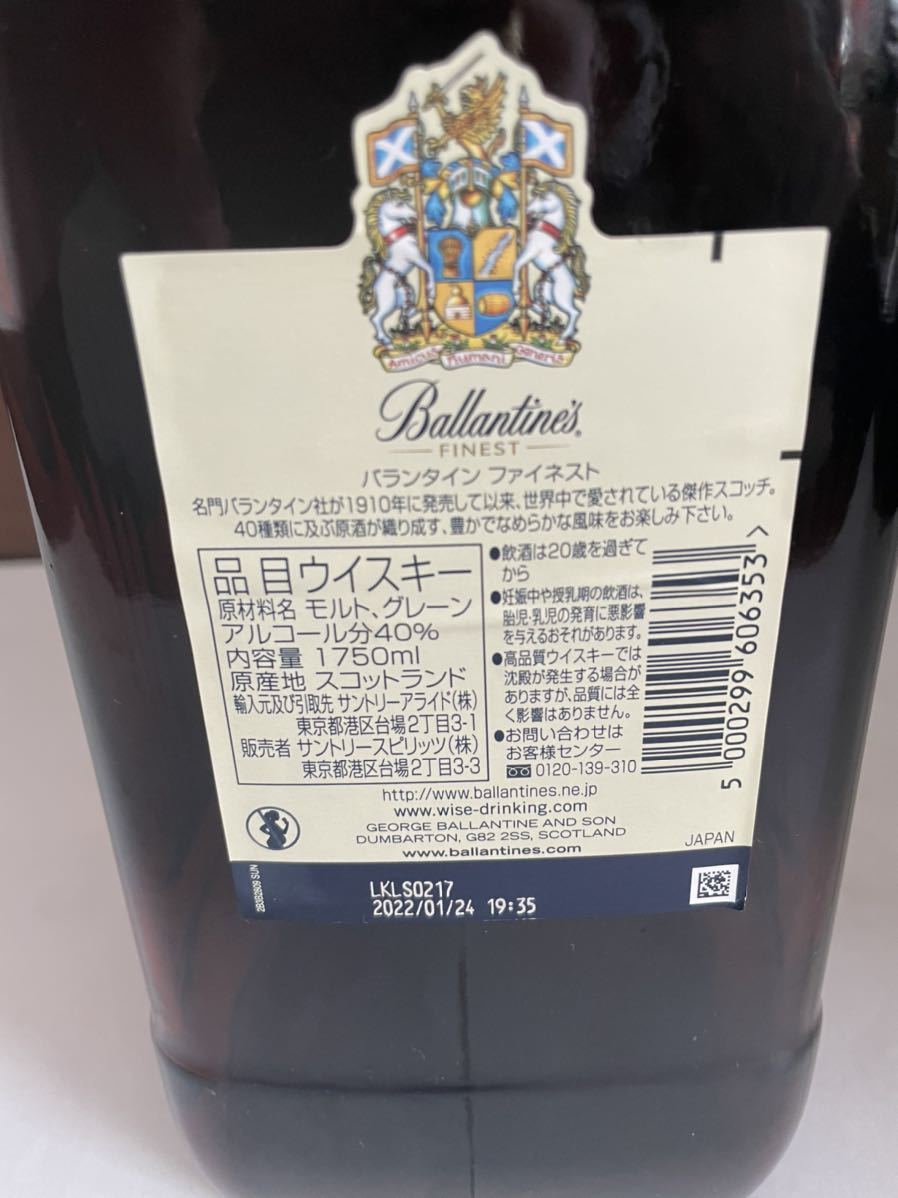 Amicus Humani Generis
Ballantine's
FINEST
バランタイン ファイネスト
名門バランタイン社が1910年に発売して以来、世界中で愛されている傑作スコッチ。
40種類に及ぶ原酒が織り成す、豊かでなめらかな風味をお楽しみ下さい。
品目ウイスキー
原材料名 モルト、グレーン
アルコール分40%
内容量 1750ml
原産地 スコットランド
輸入元及び引取先 サントリーアライド(株)
東京都港区台場2丁目3-1
販売者 サントリースピリッツ(株)
東京都港区台場2丁目3-3
●飲酒は20歳を過ぎて
から
●妊娠中や授乳期の飲酒は、
胎児・乳児の発育に悪影響
を与えるおそれがあります。
●高品質ウイスキーでは
沈殿が発生する場合が
ありますが、品質には全
く影響はありません。
●お問い合わせは
お客様センター
0120-139-310
5 000299 606353 >
http://www.ballantines.ne.jp
www.wise-drinking.com
GEORGE BALLANTINE AND SON
DUMBARTON, G82 2SS, SCOTLAND
www.ballantines.com
JAPAN
2B3B2809 SUN
LKLS0217
2022/01/24 19:35